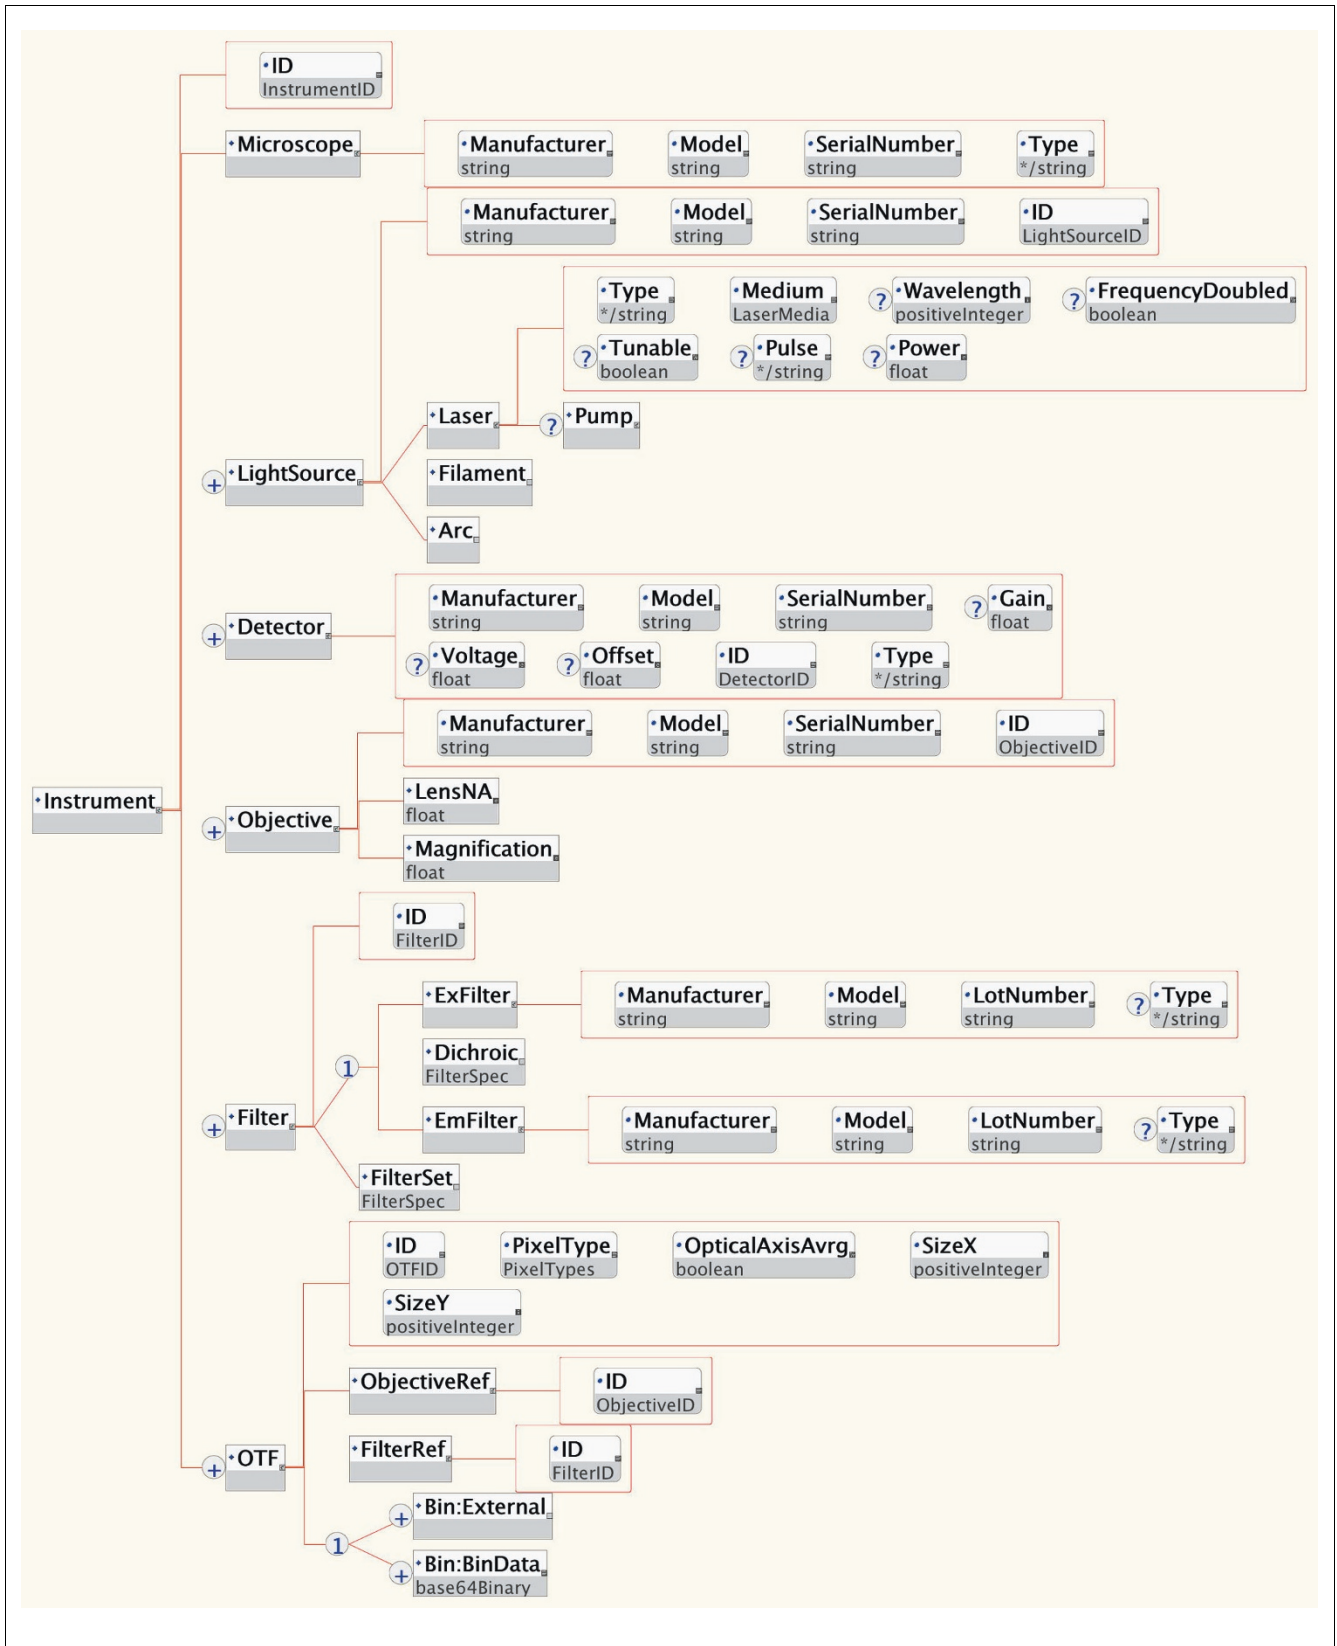 ID
InstrumentID
Microscope
Manufacturer Model SerialNumber Type
string string string */string
Manufacturer Model SerialNumber ID
string string string LightSourceID
Type Medium ? Wavelength ? FrequencyDoubled
*/string LaserMedia positiveInteger boolean
? Tunable ? Pulse ? Power
boolean */string float
Laser ? Pump
+ LightSource
Filament
Arc
Manufacturer Model SerialNumber ? Gain
string string string float
+ Detector
? Voltage ? Offset ID Type
float float DetectorID */string
Manufacturer Model SerialNumber ID
string string string ObjectiveID
Instrument
LensNA
float
+ Objective
Magnification
float
ID
FilterID
ExFilter Manufacturer Model LotNumber ? Type
string string string */string
Dichroic
FilterSpec
1
+ Filter
EmFilter Manufacturer Model LotNumber ? Type
string string string */string
FilterSet
FilterSpec
ID PixelType OpticalAxisAvrg SizeX
OTFID PixelTypes boolean positiveInteger
SizeY
positiveInteger
ObjectiveRef ID
ObjectiveID
FilterRef ID
FilterID
+ OTF
+ Bin:External
1
+ Bin:BinData
base64Binary